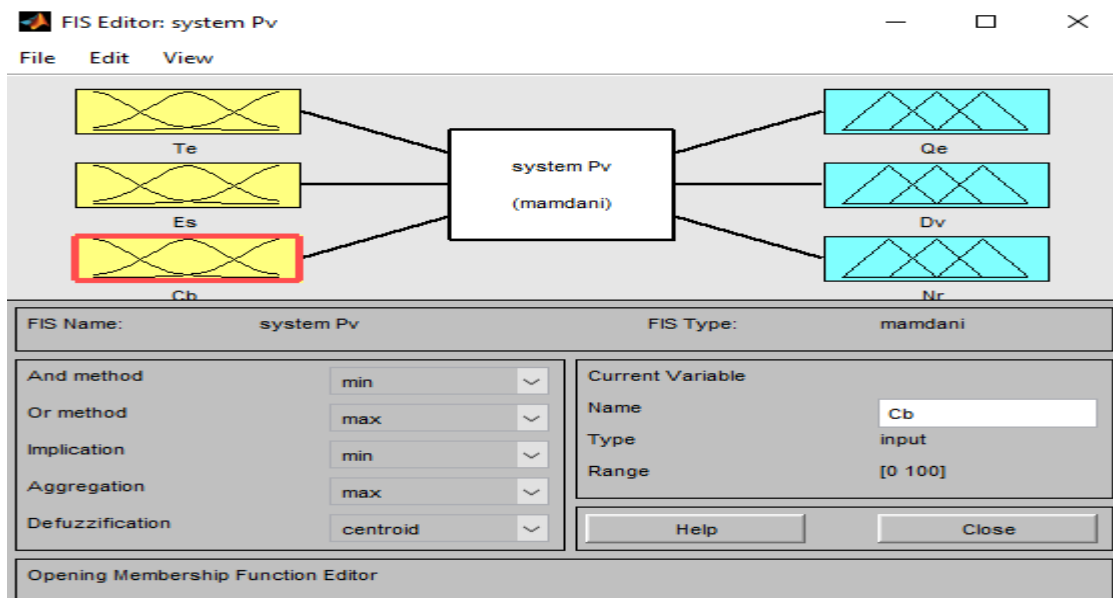 FIS Editor: system Pv
File Edit View
Te
Es
Cb
system Pv
(mamdani)
Qe
Dv
Nr
FIS Name: system Pv FIS Type: mamdani
And method min
Or method max
Implication min
Aggregation max
Defuzzification centroid
Current Variable
Name Cb
Type input
Range [0 100]
Help Close
Opening Membership Function Editor